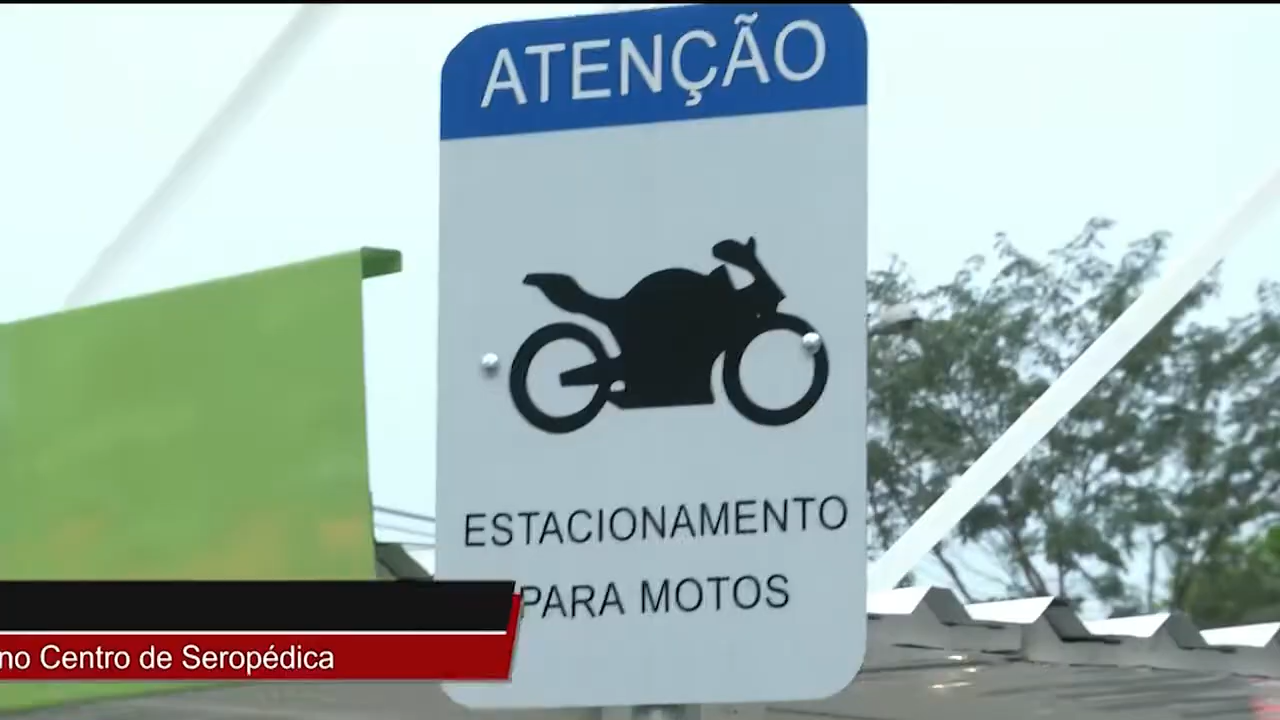 ATENÇÃO
ESTACIONAMENTO
PARA MOTOS
no Centro de Seropédica